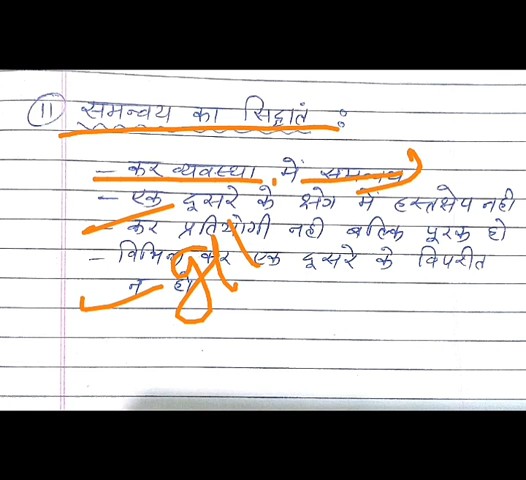 (11) समन्वय का सिद्धातं :
- कर व्यवस्था में समन्वय
- एक दूसरे के क्षेत्र में हस्तक्षेप नही
- कर प्रतियोगी नही बल्कि पूरक हो
- विभिन्न कर एक दूसरे के विपरीत
न हो